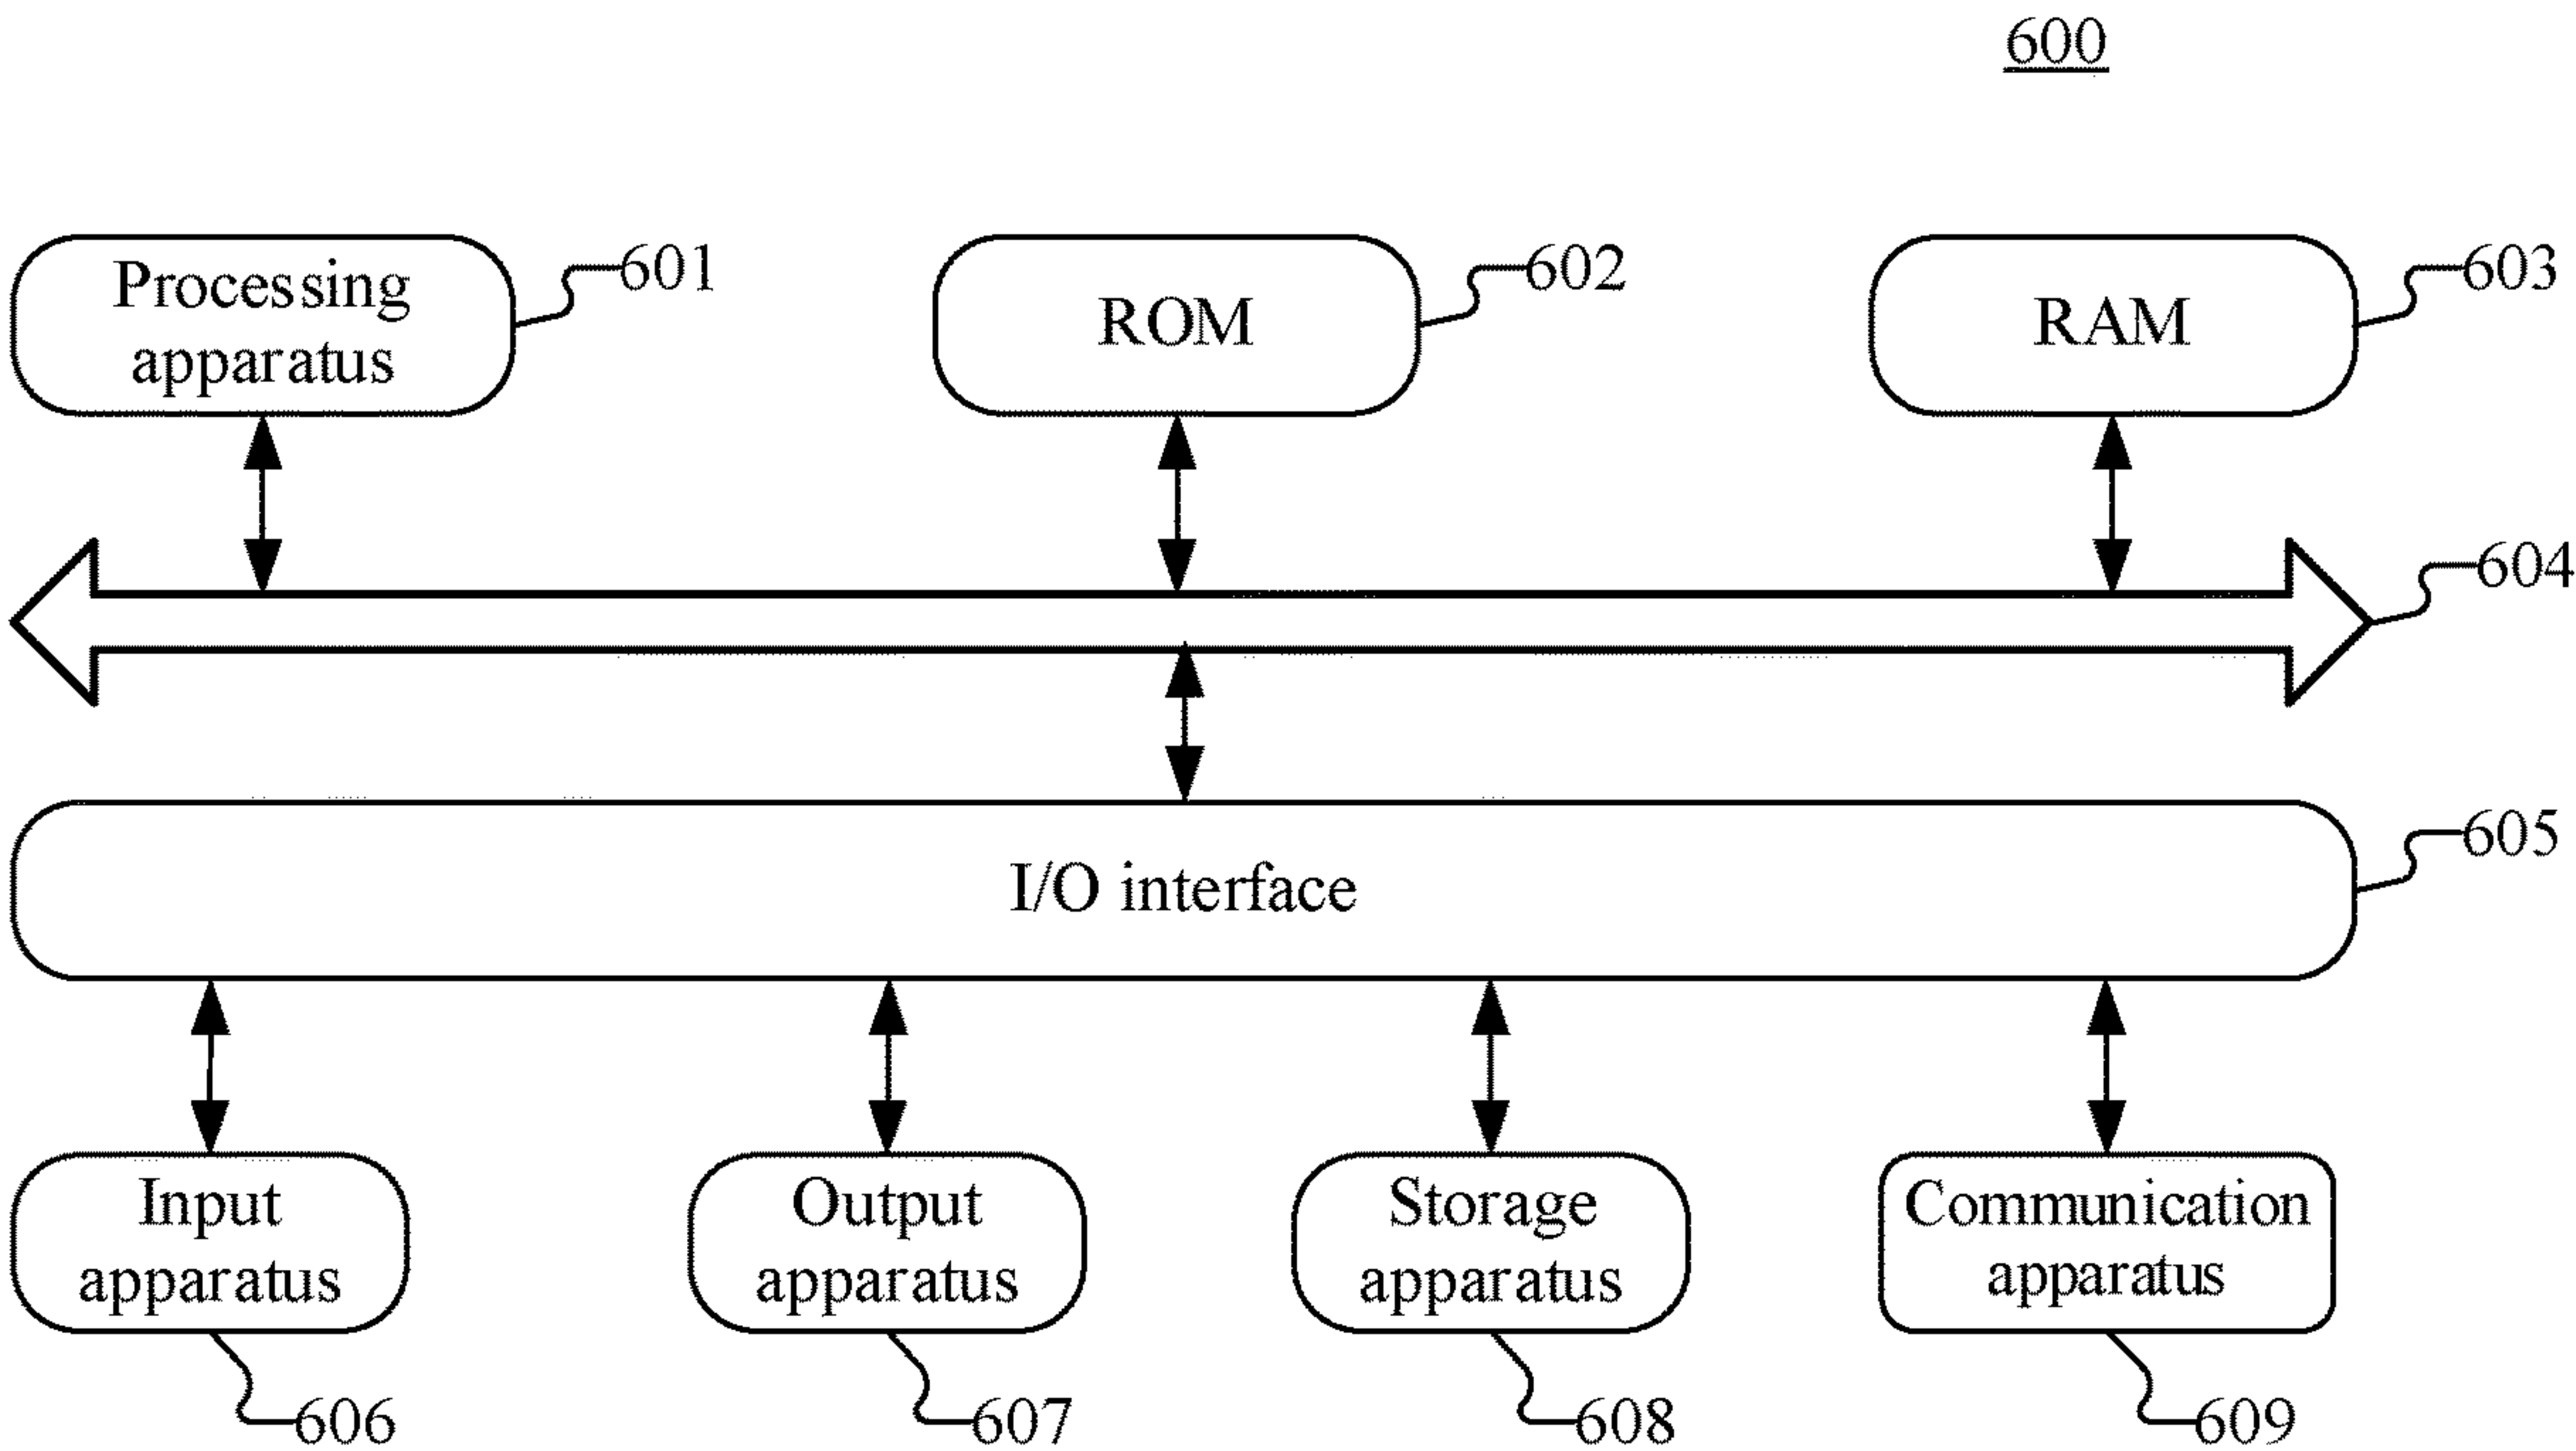 600
Processing
apparatus
601
ROM
602
RAM
603
604
I/O interface
605
Input
apparatus
606
Output
apparatus
607
Storage
apparatus
608
Communication
apparatus
609